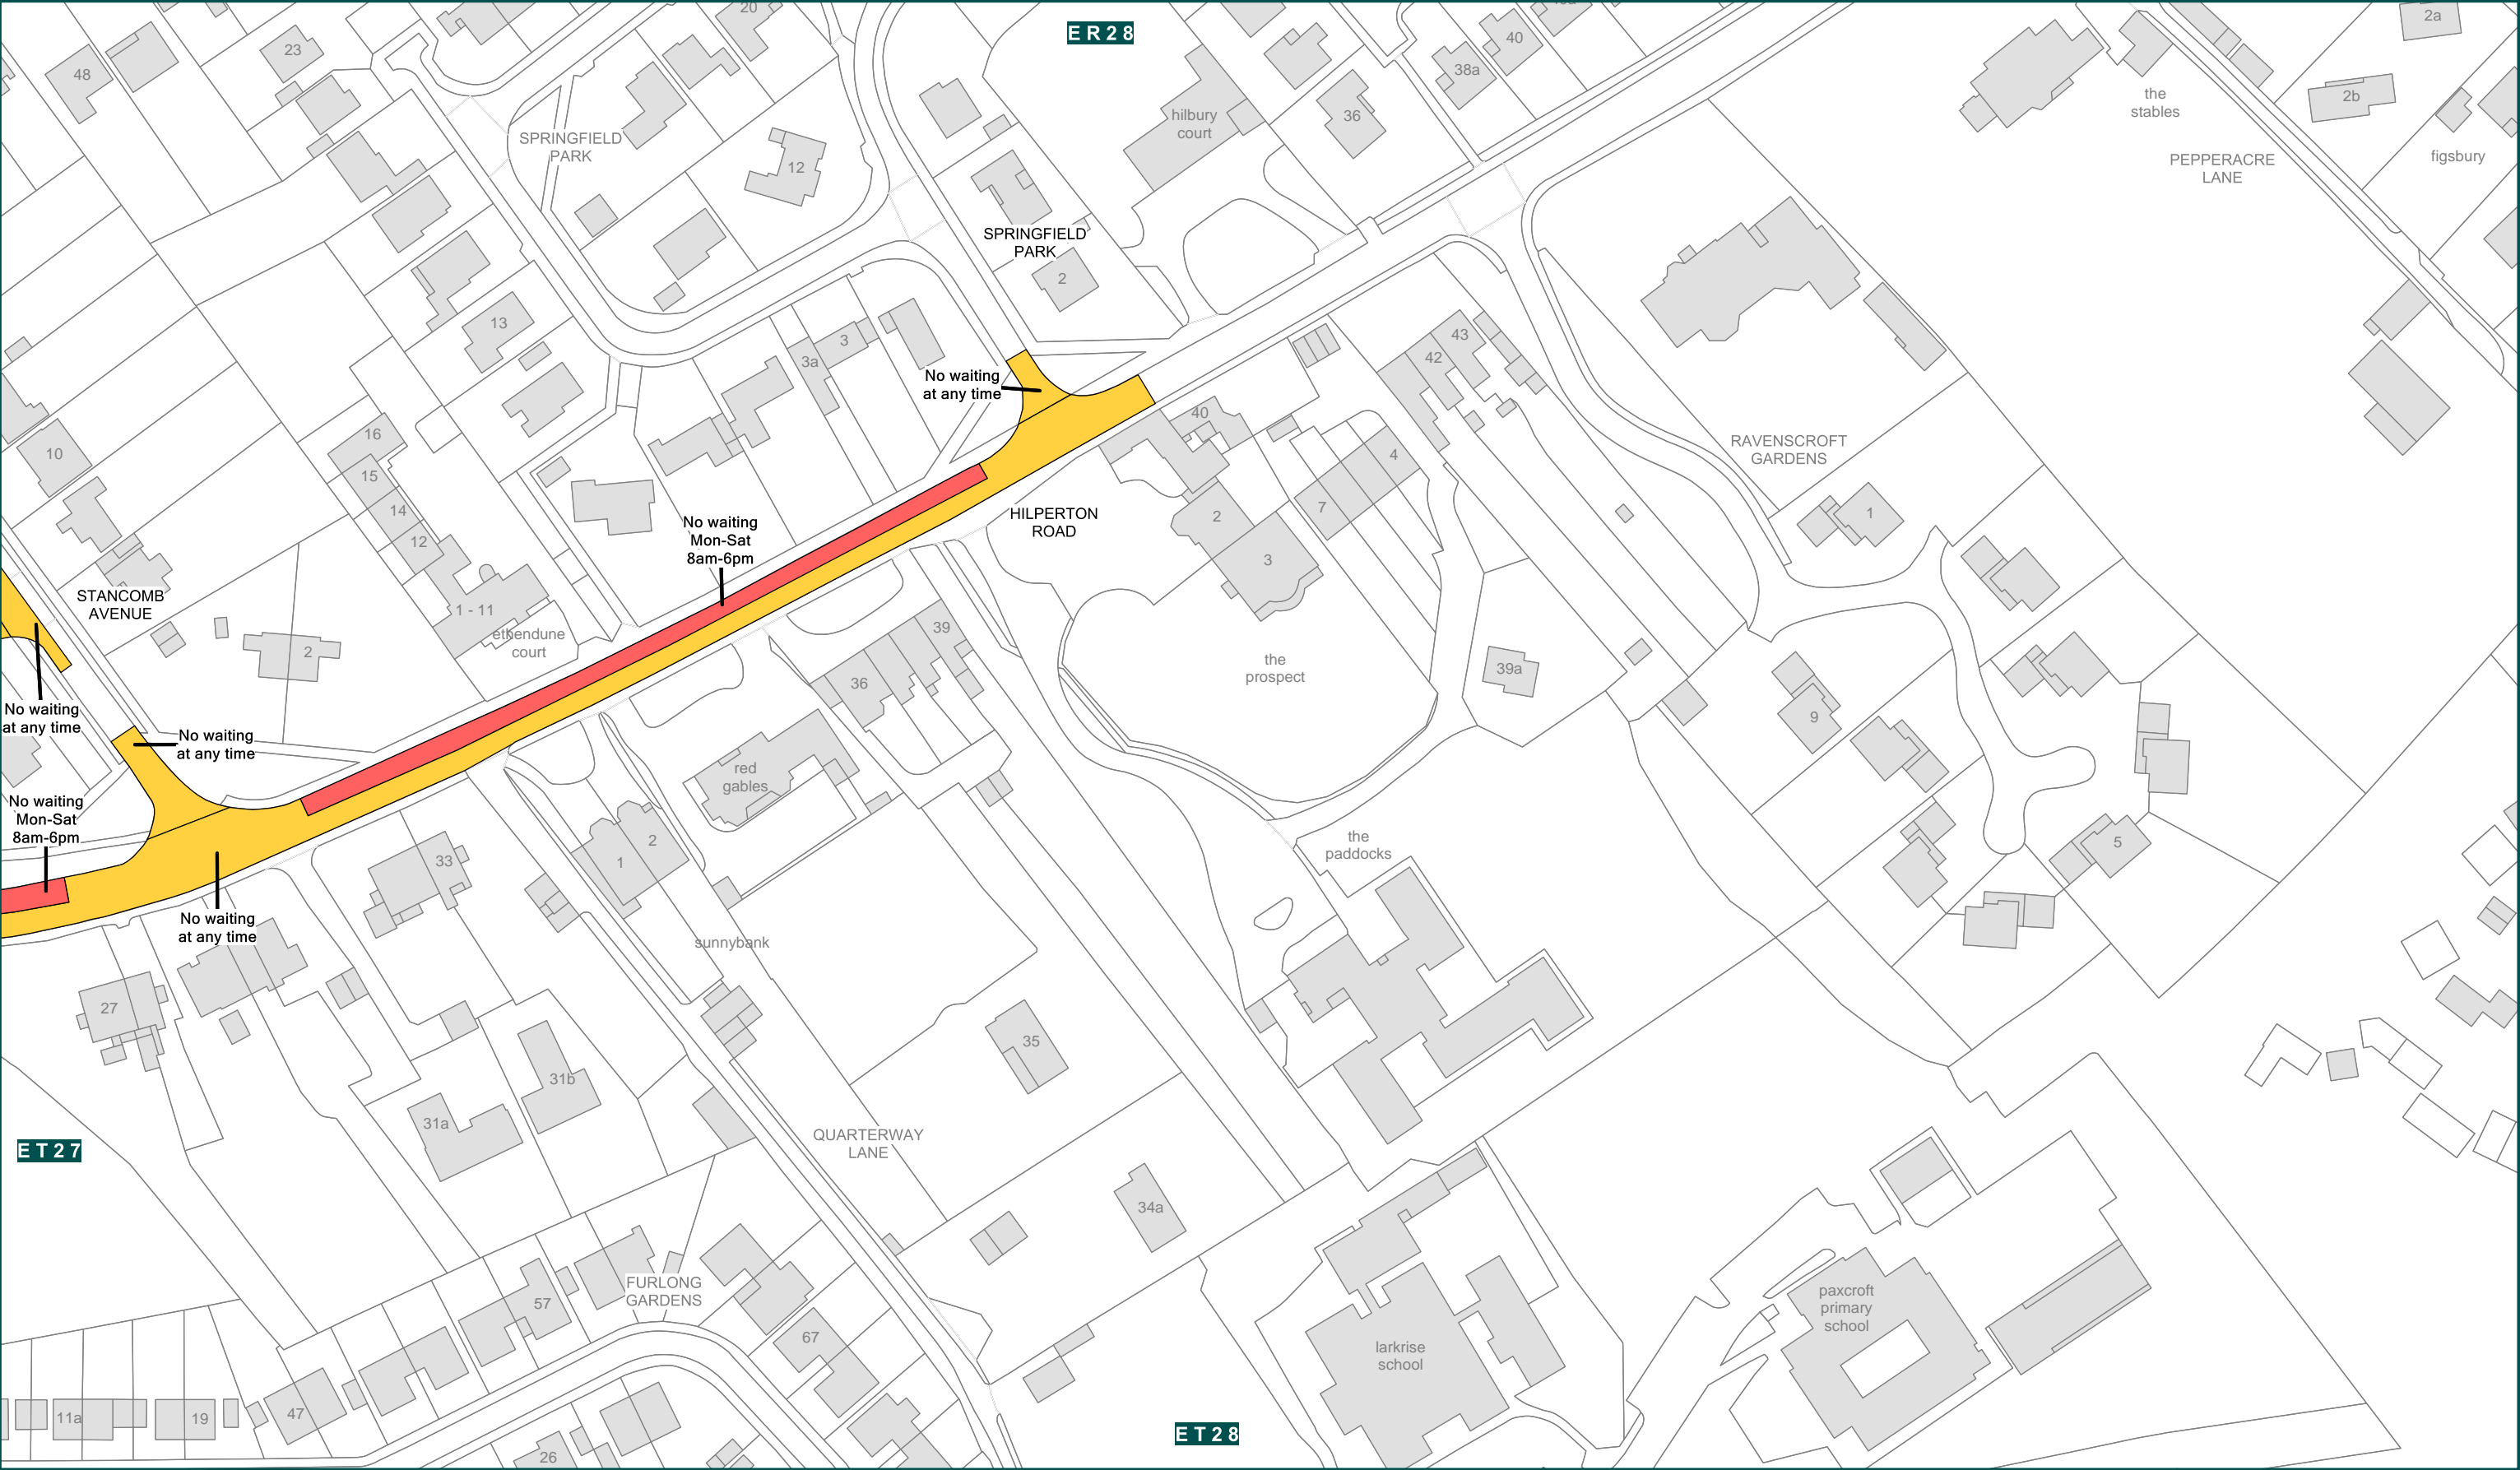 20
ER28
2a
48
23
40
38a
36
2b
the
stables
hilbury
court
SPRINGFIELD
PARK
12
PEPPERACRE
LANE
figsbury
SPRINGFIELD
PARK
2
13
3
3a
43
42
No waiting
at any time
40
16
15
14
12
10
4
7
RAVENSCROFT
GARDENS
1
2
3
HILPERTON
ROAD
No waiting
Mon-Sat
8am-6pm
STANCOMB
AVENUE
1 - 11
ethendune
court
2
39
36
the
prospect
39a
9
No waiting
at any time
No waiting
at any time
red
gables
No waiting
Mon-Sat
8am-6pm
33
1
2
the
paddocks
5
No waiting
at any time
sunnybank
27
35
31b
31a
ET27
QUARTERWAY
LANE
34a
FURLONG
GARDENS
57
67
paxcroft
primary
school
larkrise
school
11a
19
47
26
ET28